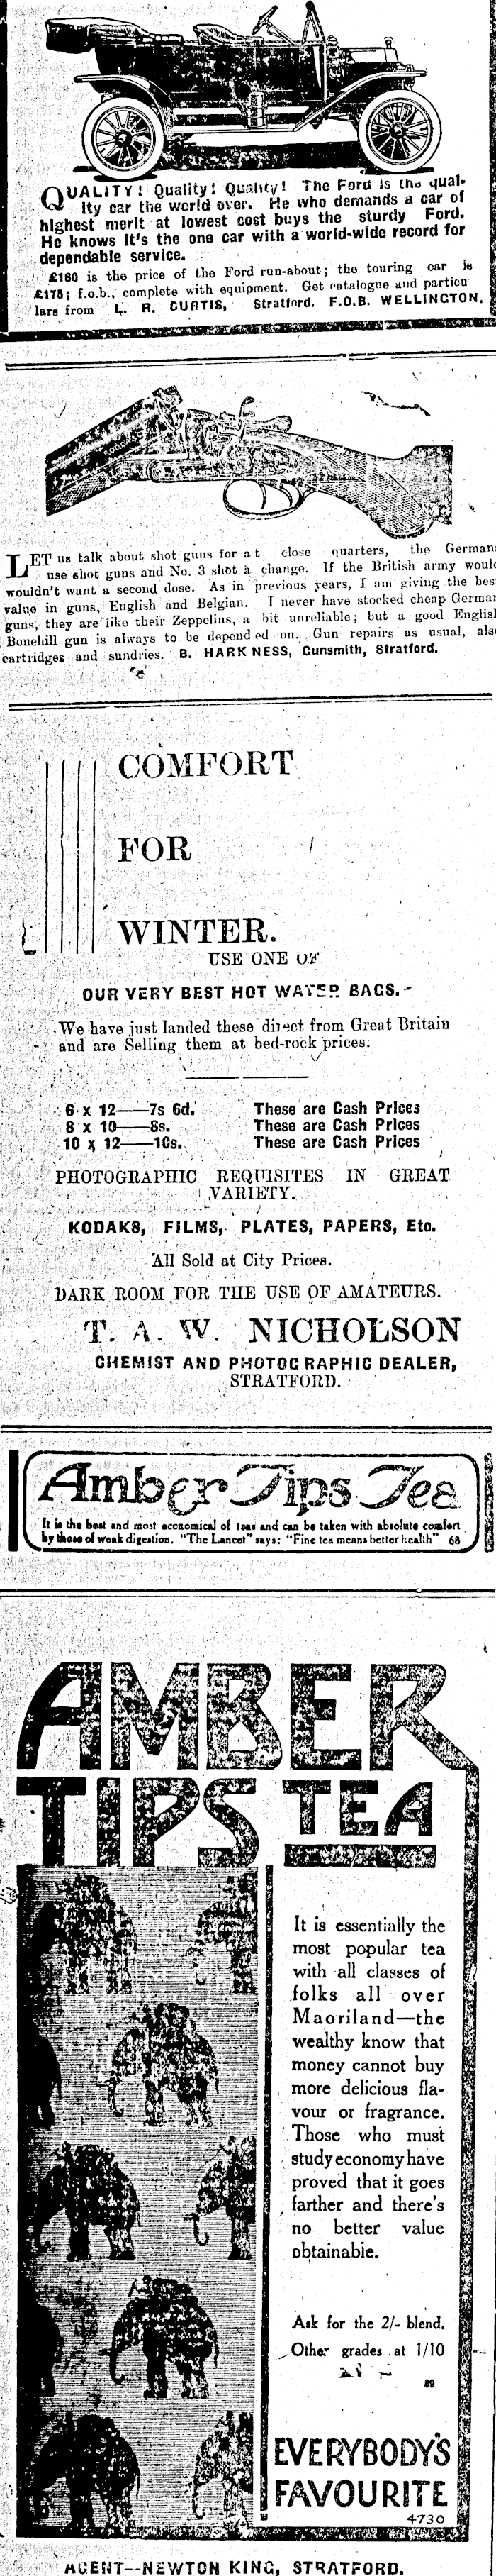 QUALITY! Quality! Quality! The Ford is the qual-
ity car the world over. He who demands a car of
highest merit at lowest cost buys the sturdy Ford.
He knows it's the one car with a world-wide record for
dependable service.
£160 is the price of the Ford run-about; the touring car is
£175; f.o.b., complete with equipment. Get catalogue and particu
lars from L. R. CURTIS, Stratford. F.O.B. WELLINGTON.
LET us talk about shot guns for at close quarters, the German
use shot guns and No. 3 shot a change. If the British army would
wouldn't want a second dose. As in previous years, I am giving the bes
value in guns, English and Belgian. I never have stocked cheap German
guns, they are like their Zeppelins, a bit unreliable; but a good English
Bonehill gun is always to be depend ed on. Gun repairs as usual, als
cartridges and sundries. B. HARKNESS, Gunsmith, Stratford.
COMFORT
FOR
WINTER.
USE ONE OF
OUR VERY BEST HOT WATER BAGS.
We have just landed these direct from Great Britain
and are Selling them at bed-rock prices.
6 x 12——7s 6d. These are Cash Prices
8 x 10——8s. These are Cash Prices
10 x 12——10s. These are Cash Prices
PHOTOGRAPHIC REQUISITES IN GREAT
VARIETY.
KODAKS, FILMS, PLATES, PAPERS, Etc.
All Sold at City Prices.
DARK ROOM FOR THE USE OF AMATEURS.
T. A. W. NICHOLSON
CHEMIST AND PHOTOGRAPHIC DEALER,
STRATFORD.
Amber Tips Tea
It is the best and most economical of teas and can be taken with absolute comfort
by those of weak digestion. "The Lancet" says: "Fine tea means better health" 68
AMBER
TIPS TEA
It is essentially the
most popular tea
with all classes of
folks all over
Maoriland—the
wealthy know that
money cannot buy
more delicious fla-
vour or fragrance.
Those who must
study economy have
proved that it goes
farther and there's
no better value
obtainable.
Ask for the 2/- blend.
Other grades at 1/10
89
EVERYBODY'S
FAVOURITE
4730
AGENT--NEWTON KING, STRATFORD.